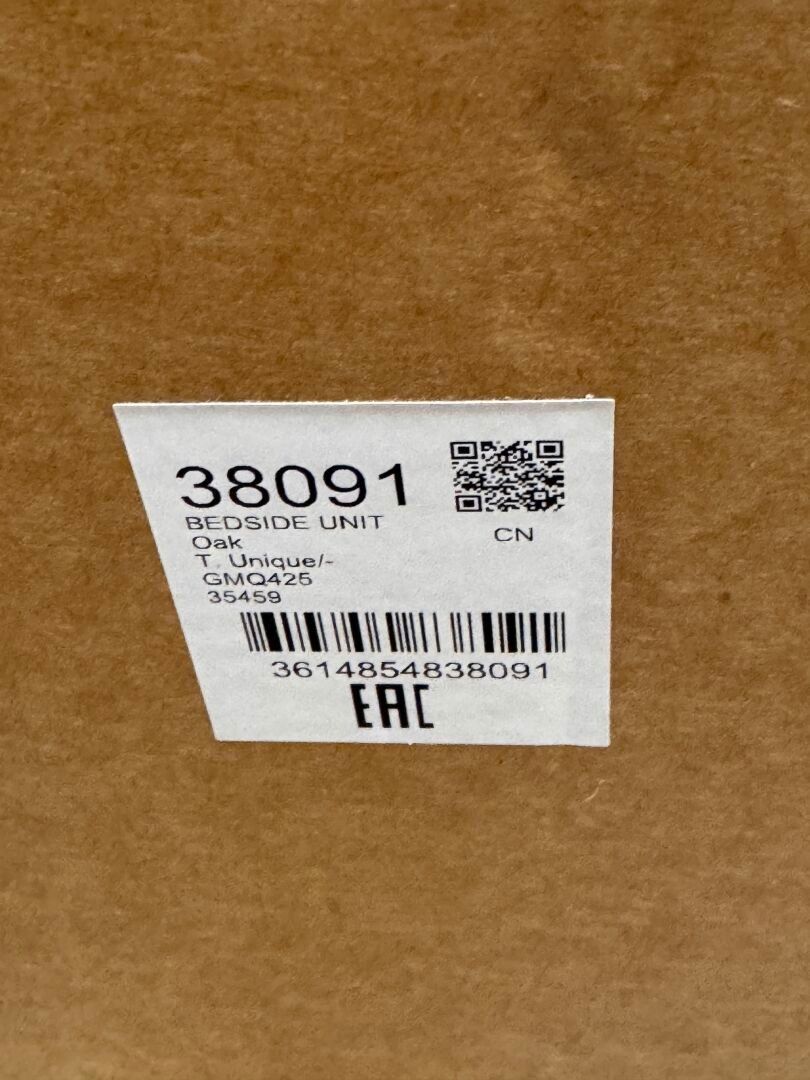 38091
BEDSIDE UNIT
Oak
T. Unique/-
GMQ425
35459
CN
3614854838091
EAC